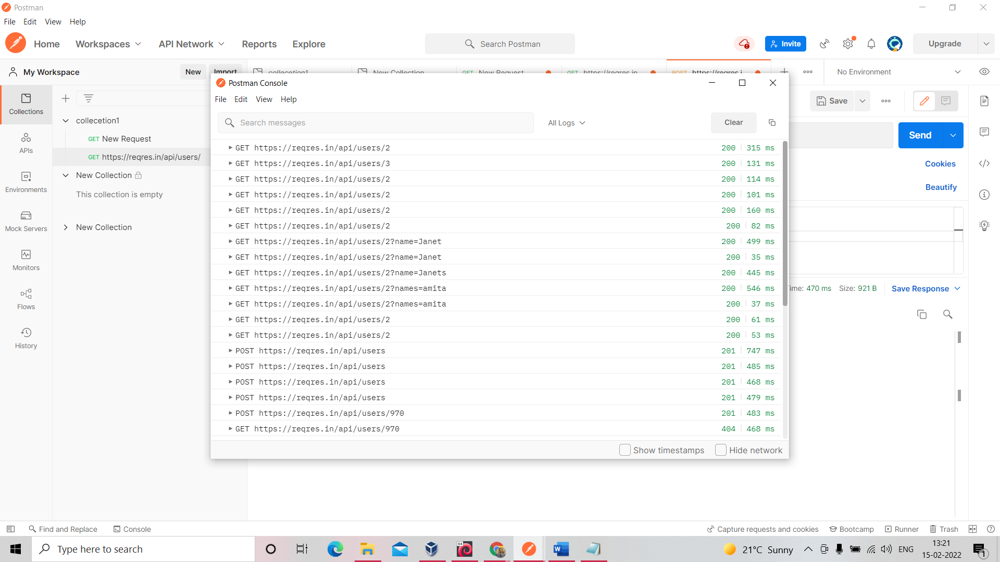 Postman
File Edit View Help
Home Workspaces API Network Reports Explore Search Postman Invite Upgrade
My Workspace New Import collecetion1 New Collection GET New Request GET https://reqres.in POST https://reqres.i No Environment
Postman Console
File Edit View Help
Search messages All Logs Clear
Save
Send
Cookies
Beautify
Collections
APIs
Environments
Mock Servers
Monitors
Flows
History
collecetion1
GET New Request
GET https://reqres.in/api/users/
New Collection
This collection is empty
New Collection
GET https://reqres.in/api/users/2 200 315 ms
GET https://reqres.in/api/users/3 200 131 ms
GET https://reqres.in/api/users/2 200 114 ms
GET https://reqres.in/api/users/2 200 101 ms
GET https://reqres.in/api/users/2 200 160 ms
GET https://reqres.in/api/users/2 200 82 ms
GET https://reqres.in/api/users/2?name=Janet 200 499 ms
GET https://reqres.in/api/users/2?name=Janet 200 35 ms
GET https://reqres.in/api/users/2?name=Janets 200 445 ms
GET https://reqres.in/api/users/2?names=amita 200 546 ms
GET https://reqres.in/api/users/2?names=amita 200 37 ms
GET https://reqres.in/api/users/2 200 61 ms
GET https://reqres.in/api/users/2 200 53 ms
POST https://reqres.in/api/users 201 747 ms
POST https://reqres.in/api/users 201 485 ms
POST https://reqres.in/api/users 201 468 ms
POST https://reqres.in/api/users 201 479 ms
POST https://reqres.in/api/users/970 201 483 ms
GET https://reqres.in/api/users/970 404 468 ms
Show timestamps Hide network
ime: 470 ms Size: 921 B Save Response
Find and Replace Console Capture requests and cookies Bootcamp Runner Trash
Type here to search 64 21°C Sunny ENG 13:21
15-02-2022 1